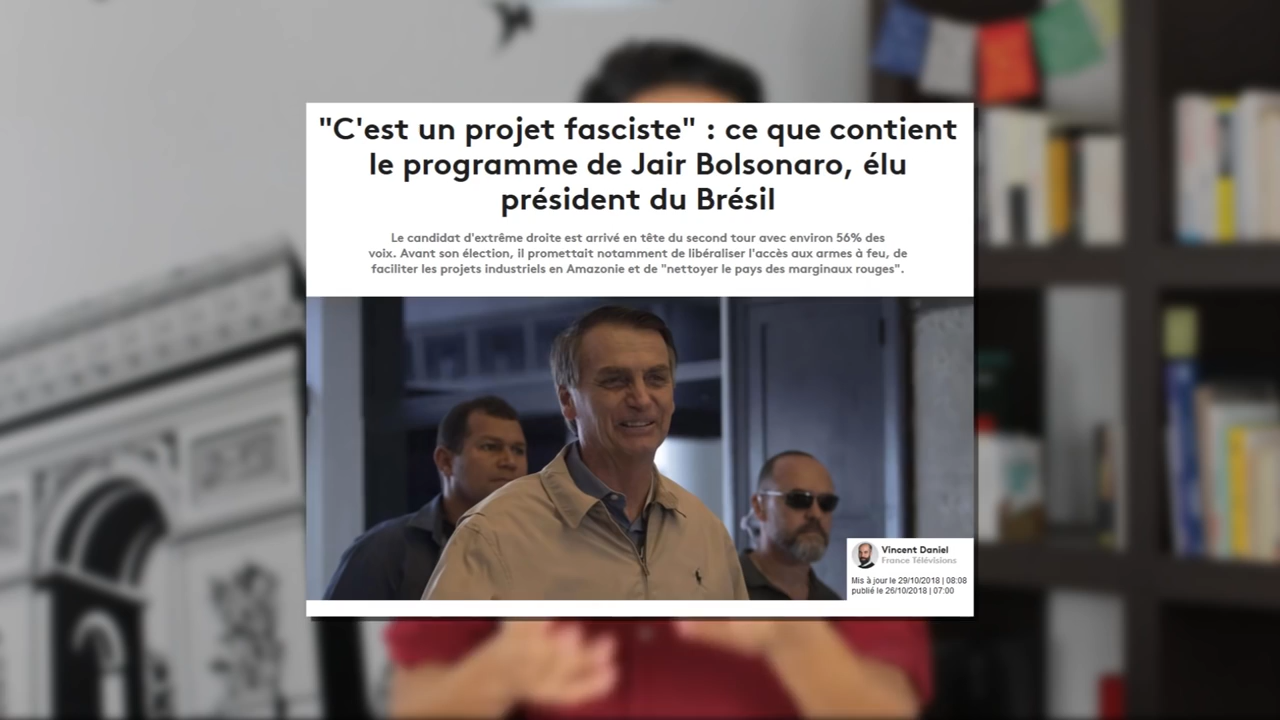 "C'est un projet fasciste" : ce que contient
le programme de Jair Bolsonaro, élu
président du Brésil
Le candidat d'extrême droite est arrivé en tête du second tour avec environ 56% des
voix. Avant son élection, il promettait notamment de libéraliser l'accès aux armes à feu, de
faciliter les projets industriels en Amazonie et de "nettoyer le pays des marginaux rouges".
Vincent Daniel
France Télévisions
Mis à jour le 29/10/2018 | 08:08
publié le 26/10/2018 | 07:00